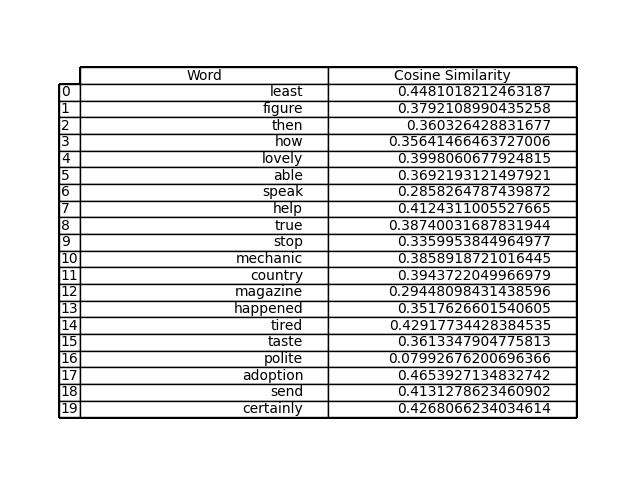 Word Cosine Similarity
0 least 0.4481018212463187
1 figure 0.3792108990435258
2 then 0.360326428831677
3 how 0.35641466463727006
4 lovely 0.3998060677924815
5 able 0.3692193121497921
6 speak 0.2858264787439872
7 help 0.4124311005527665
8 true 0.38740031687831944
9 stop 0.3359953844964977
10 mechanic 0.3858918721016445
11 country 0.3943722049966979
12 magazine 0.29448098431438596
13 happened 0.3517626601540605
14 tired 0.42917734428384535
15 taste 0.3613347904775813
16 polite 0.07992676200696366
17 adoption 0.4653927134832742
18 send 0.4131278623460902
19 certainly 0.4268066234034614